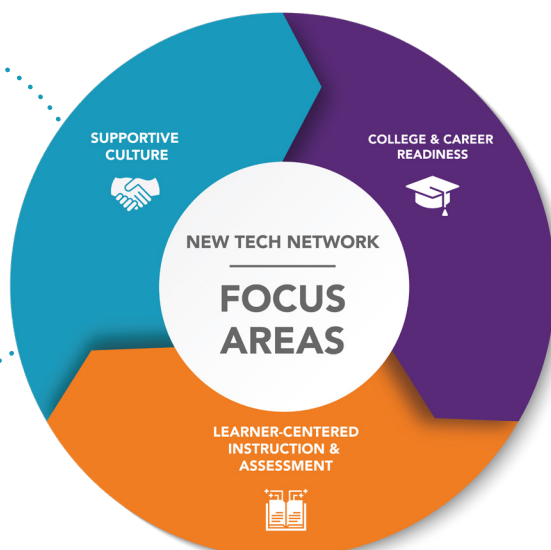 SUPPORTIVE
CULTURE
COLLEGE & CAREER
READINESS
NEW TECH NETWORK
FOCUS
AREAS
LEARNER-CENTERED
INSTRUCTION &
ASSESSMENT